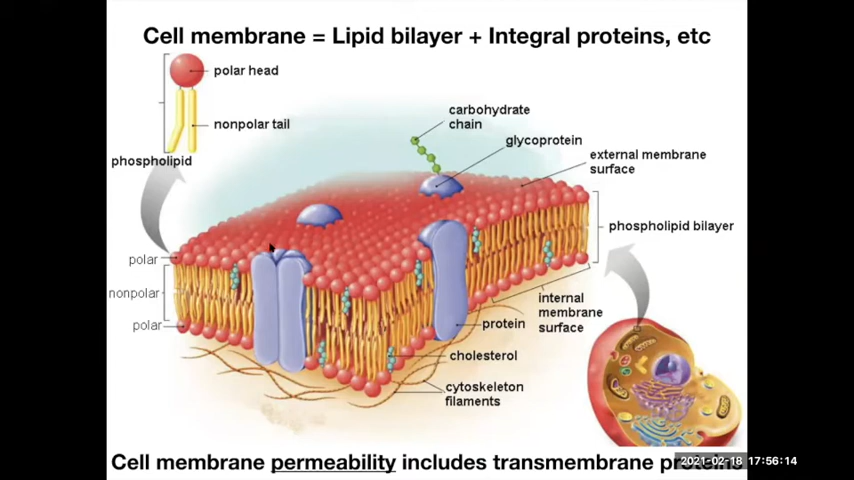 Cell membrane = Lipid bilayer + Integral proteins, etc
polar head
nonpolar tail
phospholipid
carbohydrate
chain
glycoprotein
external membrane
surface
phospholipid bilayer
polar
nonpolar
polar
internal
membrane
surface
protein
cholesterol
cytoskeleton
filaments
Cell membrane permeability includes transmembrane
2021-02-18 17:56:14